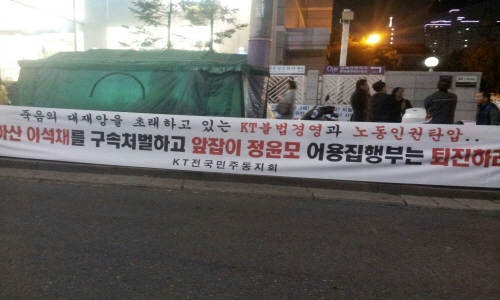 죽음의 대재앙을 초래하고 있는 KT불법경영과 노동인권탄압..
이석채를 구속처벌하고 앞잡이 정윤모 어용집행부는 퇴진하라
KT전국민주동지회